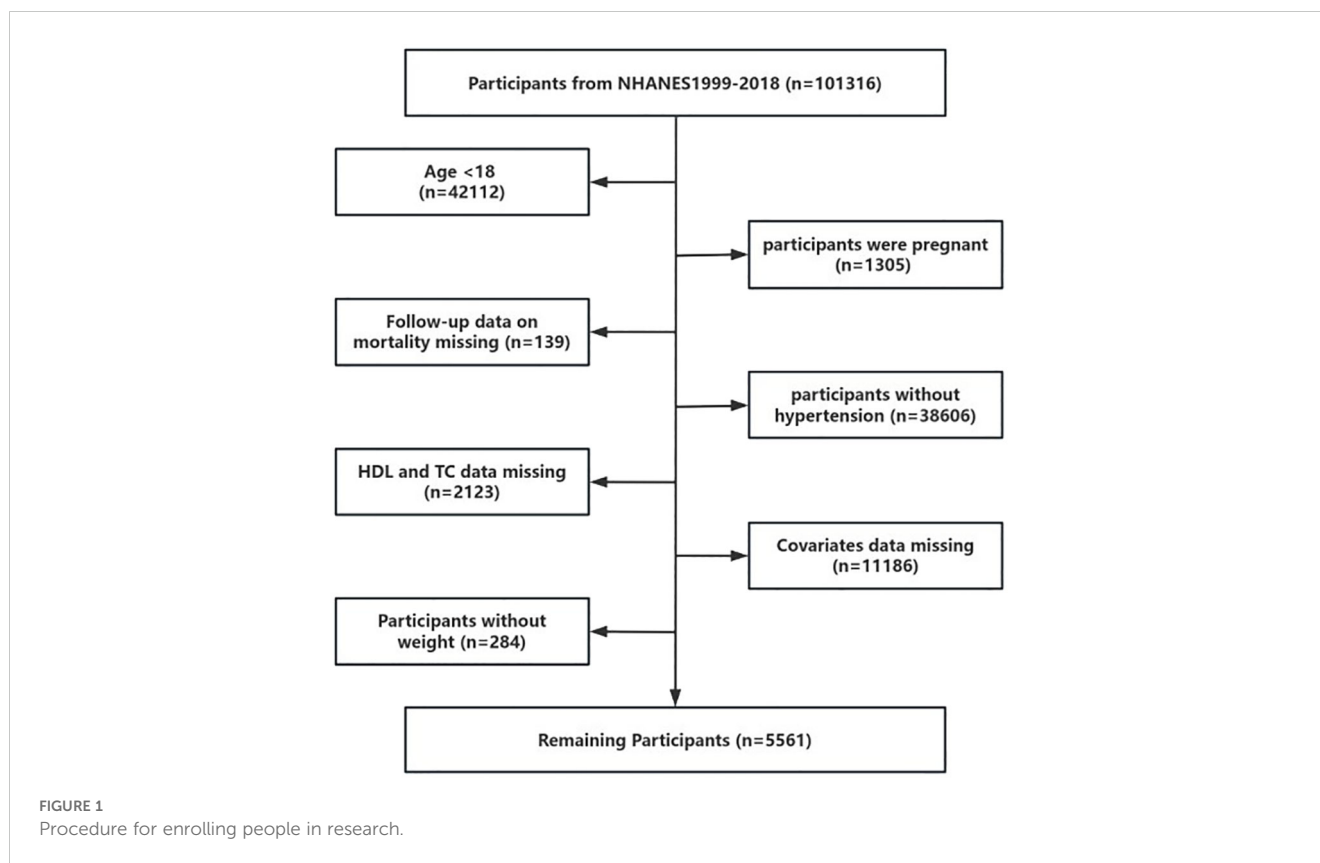 Participants from NHANES1999-2018 (n=101316)
Age <18
(n=42112)
participants were pregnant
(n=1305)
Follow-up data on
mortality missing (n=139)
participants without
hypertension (n=38606)
HDL and TC data missing
(n=2123)
Covariates data missing
(n=11186)
Participants without
weight (n=284)
Remaining Participants (n=5561)
FIGURE 1
Procedure for enrolling people in research.